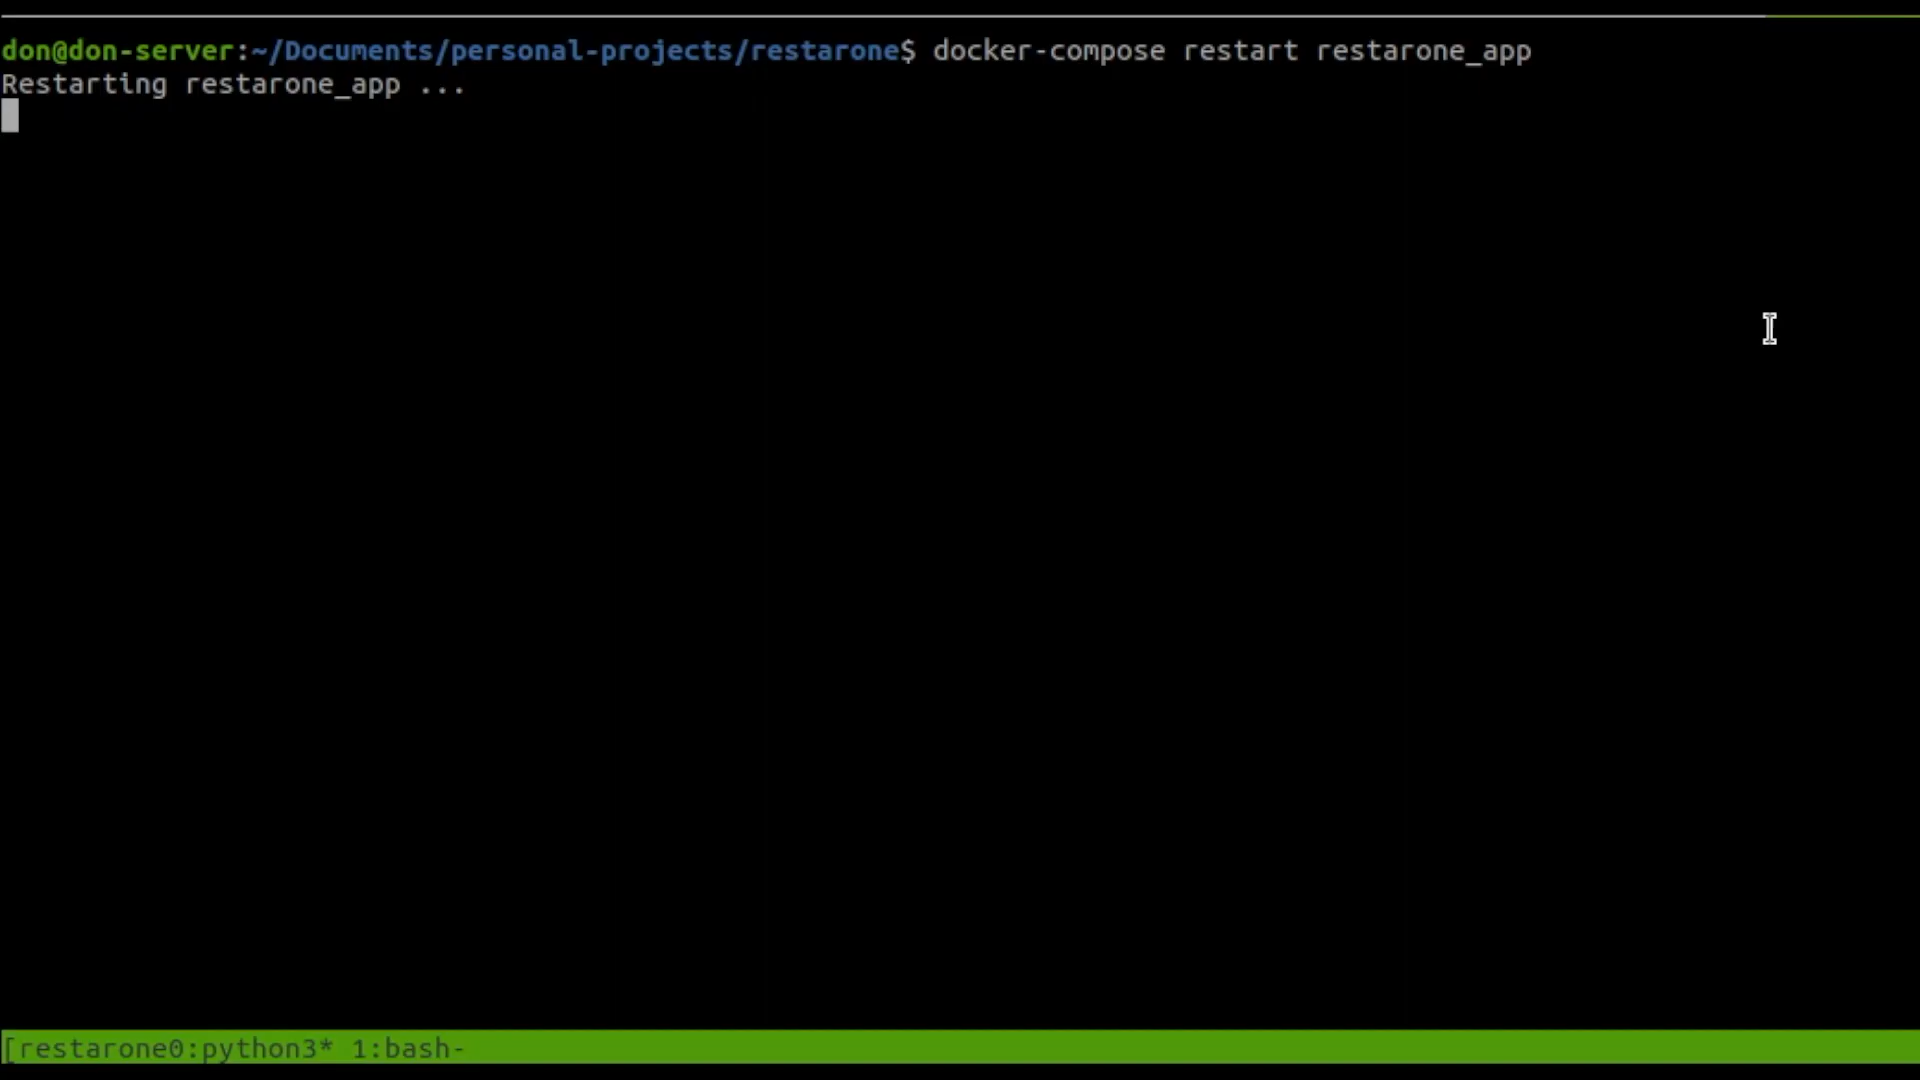 don@don-server:~/Documents/personal-projects/restarone$ docker-compose restart restarone_app
Restarting restarone_app ...
[restarone0:python3* 1:bash-